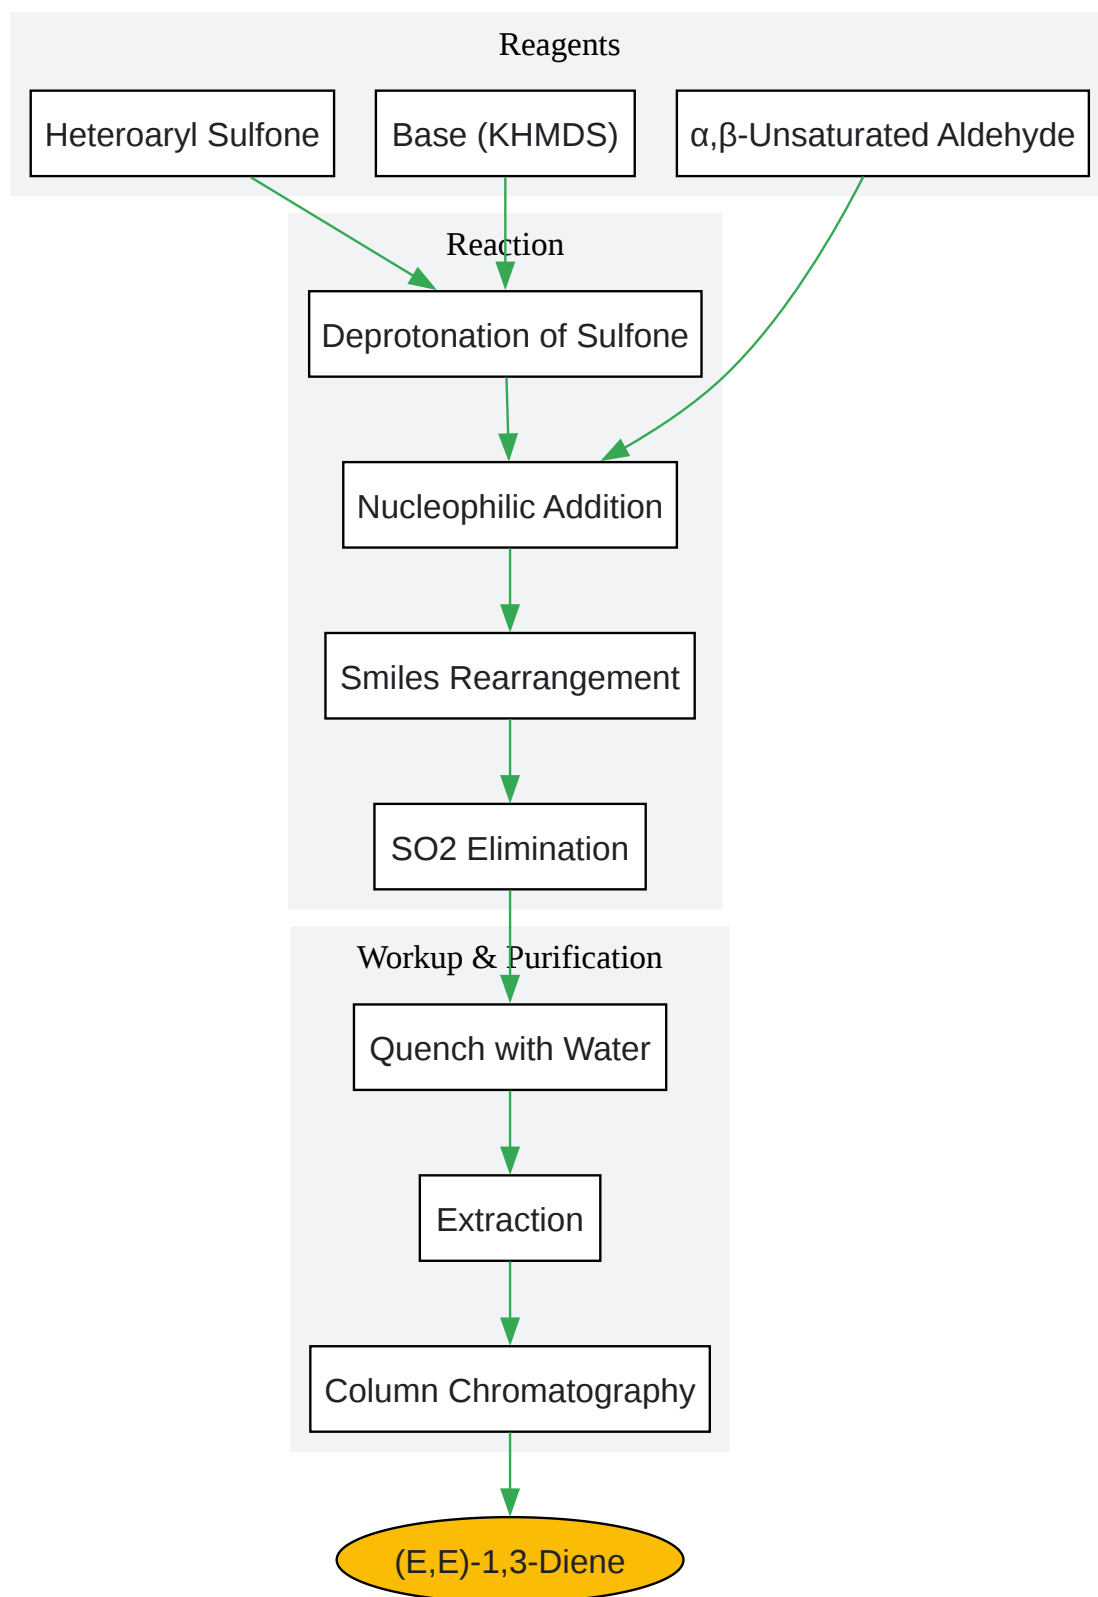 Reagents
Heteroaryl Sulfone
Base (KHMDS)
α,β-Unsaturated Aldehyde
Reaction
Deprotonation of Sulfone
Nucleophilic Addition
Smiles Rearrangement
SO2 Elimination
Workup & Purification
Quench with Water
Extraction
Column Chromatography
(E,E)-1,3-Diene